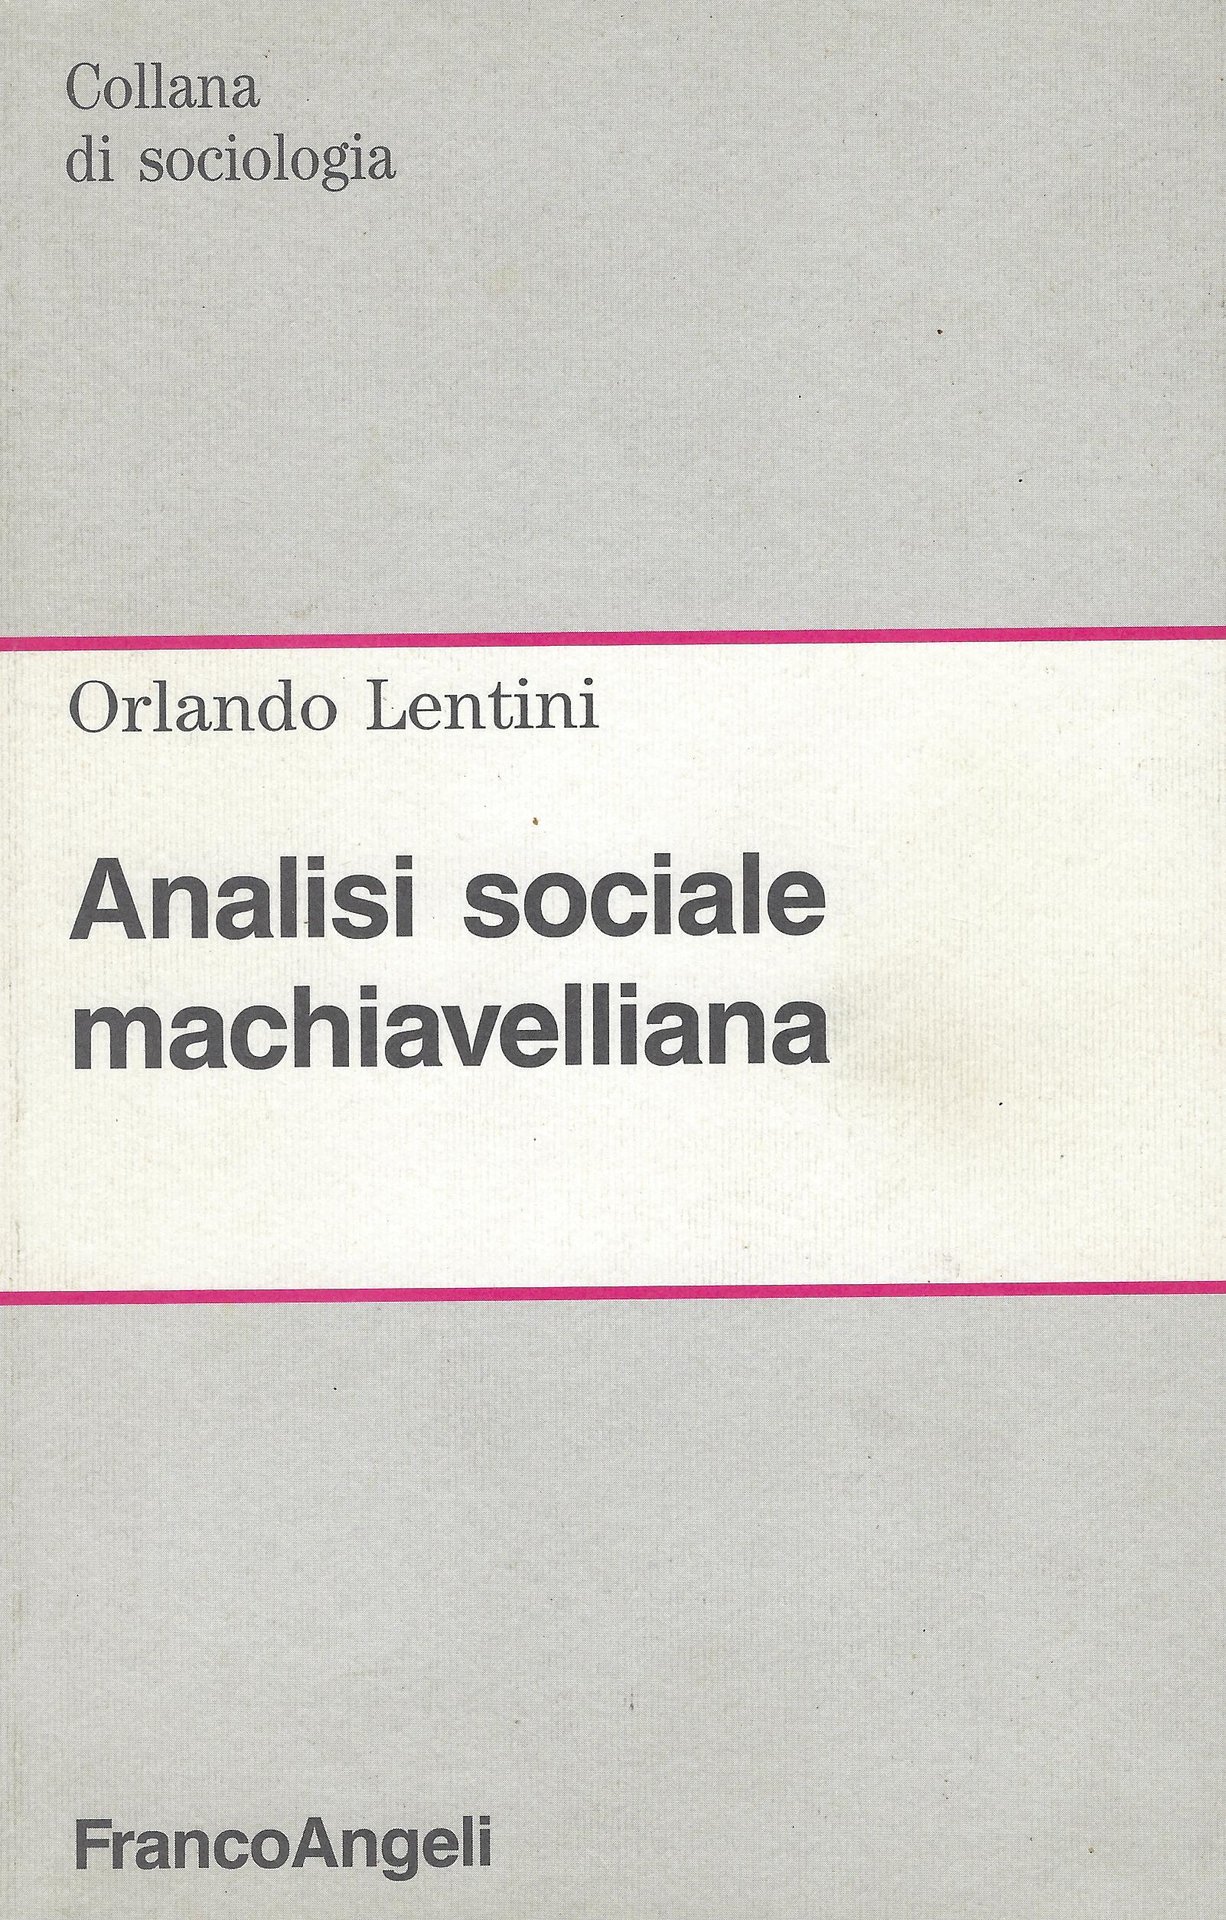 Collana
di sociologia
Orlando Lentini
Analisi sociale
machiavelliana
FrancoAngeli